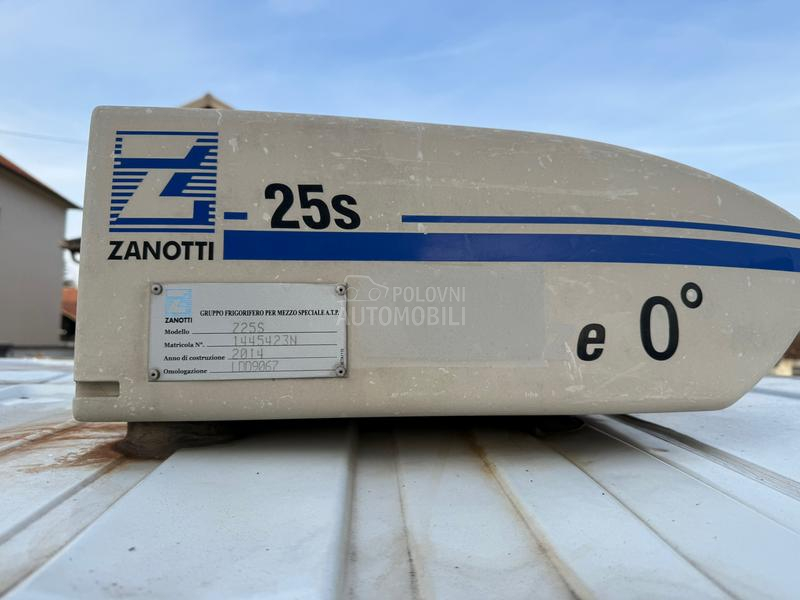 25s
ZANOTTI
ZANOTTI
GRUPPO FRIGORIFERO PER MEZZO SPECIALE A.T.P.
Modello Z25S
Matricola N°. 1445423N
Anno di costruzione 2014
Omologazione LDD9067
POLOVNI
AUTOMOBILI
e 0°